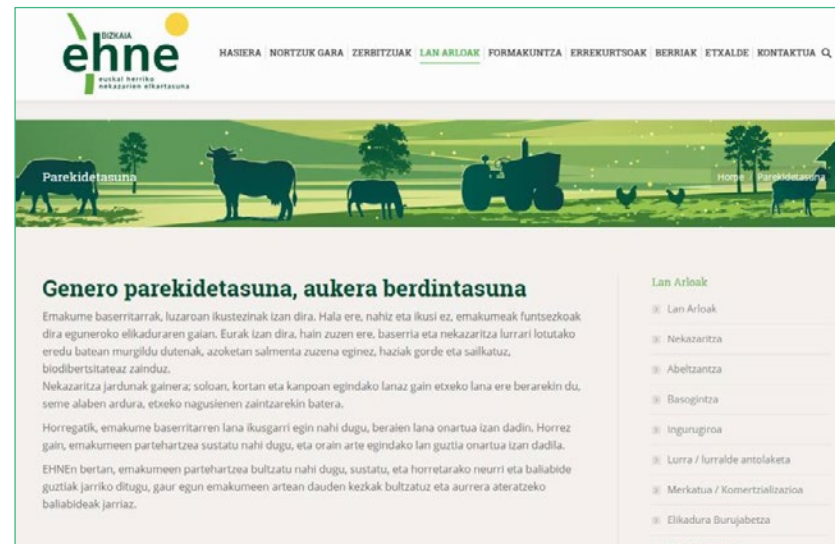 BIZKAIA
ehne
euskal herriko
nekazarien elkartasuna
HASIERA NORTZUK GARA ZERBITZUAK LAN ARLOAK FORMAKUNTZA ERREKURTSOAK BERRIAK ETXALDE KONTAKTUA
Parekidetasuna
Home / Parekidetasuna
Genero parekidetasuna, aukera berdintasuna
Emakume baserritarrak, luzaroan ikustezinak izan dira. Hala ere, nahiz eta ikusi ez, emakumeak funtsezkoak
dira eguneroko elikaduraren gaian. Eurak izan dira, hain zuzen ere, baserria eta nekazaritza lurrari lotutako
eredu batean murgildu dutenak, azoketan salmenta zuzena eginez, haziak gorde eta sailkatuz,
biodibertsitateaz zainduz.
Nekazaritza jardunak gainera; soloan, kortan eta kanpoan egindako lanaz gain etxeko lana ere berarekin du,
seme alaben ardura, etxeko nagusienen zaintzarekin batera.
Horregatik, emakume baserritarren lana ikusgarri egin nahi dugu, beraien lana onartua izan dadin. Horrez
gain, emakumeen partehartzea sustatu nahi dugu, eta orain arte egindako lan guztia onartua izan dadila.
EHNEn bertan, emakumeen partehartzea bultzatu nahi dugu, sustatu, eta horretarako neurri eta baliabide
guztiak jarriko ditugu, gaur egun emakumeen artean dauden kezkak bultzatuz eta aurrera ateratzeko
baliabideak jarriaz.
Lan Arloak
Lan Arloak
Nekazaritza
Abeltzantza
Basogintza
Ingurugiroa
Lurra / lurralde antolaketa
Merkatua / Komertzializazioa
Elikadura Burujabetza